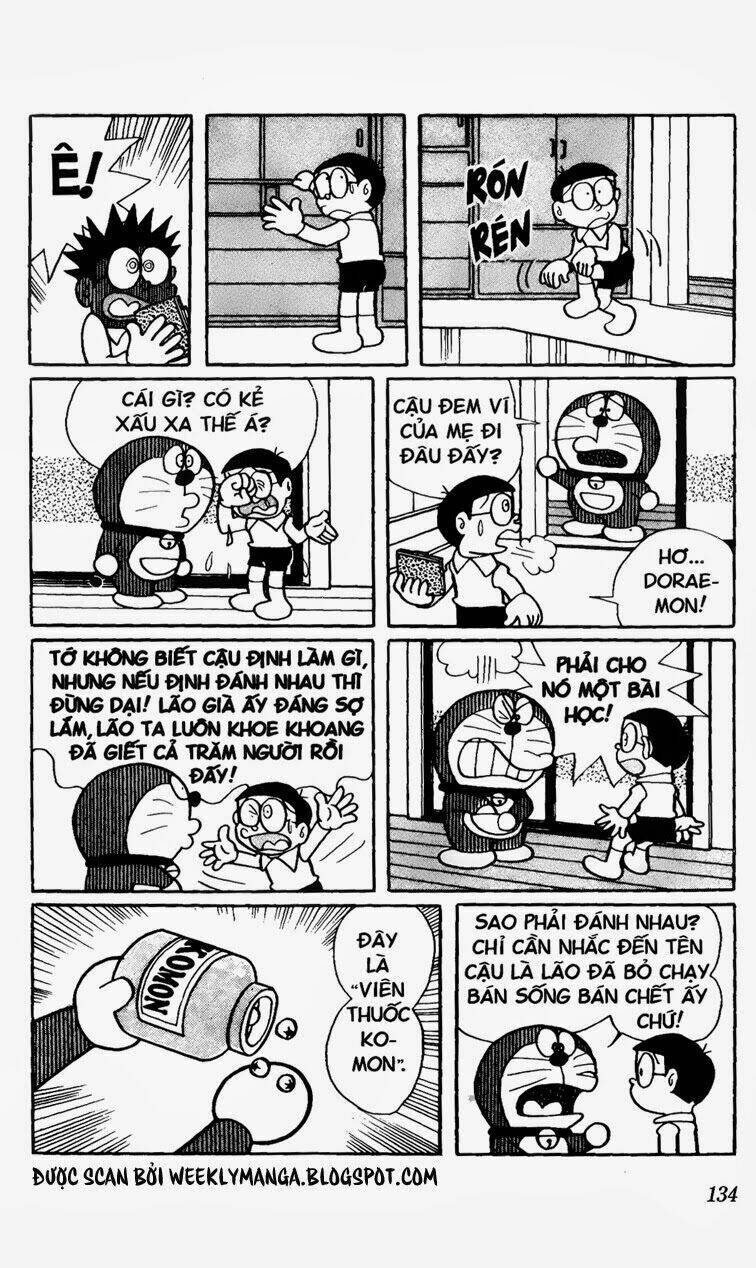 RÓN
RÉN
Ê!
CẬU ĐEM VÍ
CỦA MẸ ĐI
ĐÂU ĐẤY?
HƠ...
DORAE-
MON!
CÁI GÌ? CÓ KẺ
XẤU XA THẾ Á?
PHẢI CHO
NÓ MỘT BÀI
HỌC!
TỚ KHÔNG BIẾT CẬU ĐỊNH LÀM GÌ,
NHƯNG NẾU ĐỊNH ĐÁNH NHAU THÌ
ĐỪNG DẠI! LÃO GIÀ ẤY ĐÁNG SỢ
LẮM, LÃO TA LUÔN KHOE KHOANG
ĐÃ GIẾT CẢ TRĂM NGƯỜI RỒI
ĐẤY!
SAO PHẢI ĐÁNH NHAU?
CHỈ CẦN NHẮC ĐẾN TÊN
CẬU LÀ LÃO ĐÃ BỎ CHẠY
BÁN SỐNG BÁN CHẾT ẤY
CHỨ!
ĐÂY
LÀ
“VIÊN
THUỐC
KO-
MON”.
KOMON
ĐƯỢC SCAN BỞI WEEKLYMANGA.BLOGSPOT.COM
134